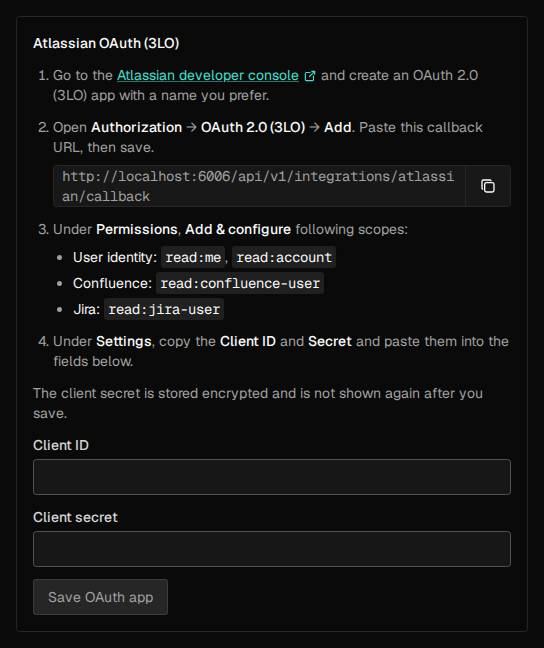 Atlassian OAuth (3LO)
1. Go to the Atlassian developer console and create an OAuth 2.0
(3LO) app with a name you prefer.
2. Open Authorization → OAuth 2.0 (3LO) → Add. Paste this callback
URL, then save.
http://localhost:6006/api/v1/integrations/atlassi
an/callback
3. Under Permissions, Add & configure following scopes:
• User identity: read:me, read:account
• Confluence: read:confluence-user
• Jira: read:jira-user
4. Under Settings, copy the Client ID and Secret and paste them into the
fields below.
The client secret is stored encrypted and is not shown again after you
save.
Client ID
Client secret
Save OAuth app